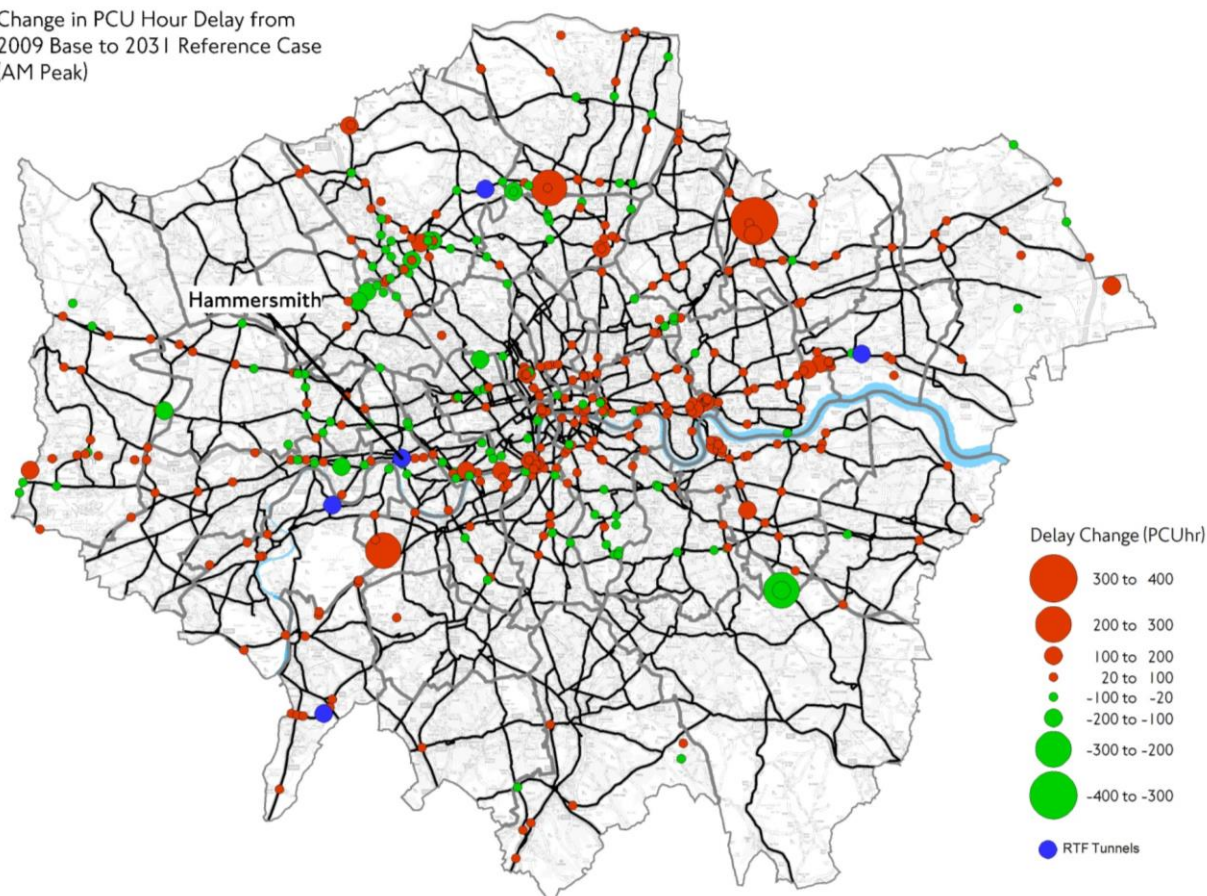 Change in PCU Hour Delay from
2009 Base to 2031 Reference Case
(AM Peak)
Hammersmith
Delay Change (PCUHr)
300 to 400
200 to 300
100 to 200
20 to 100
-100 to -20
-200 to -100
-300 to -200
-400 to -300
RTF Tunnels